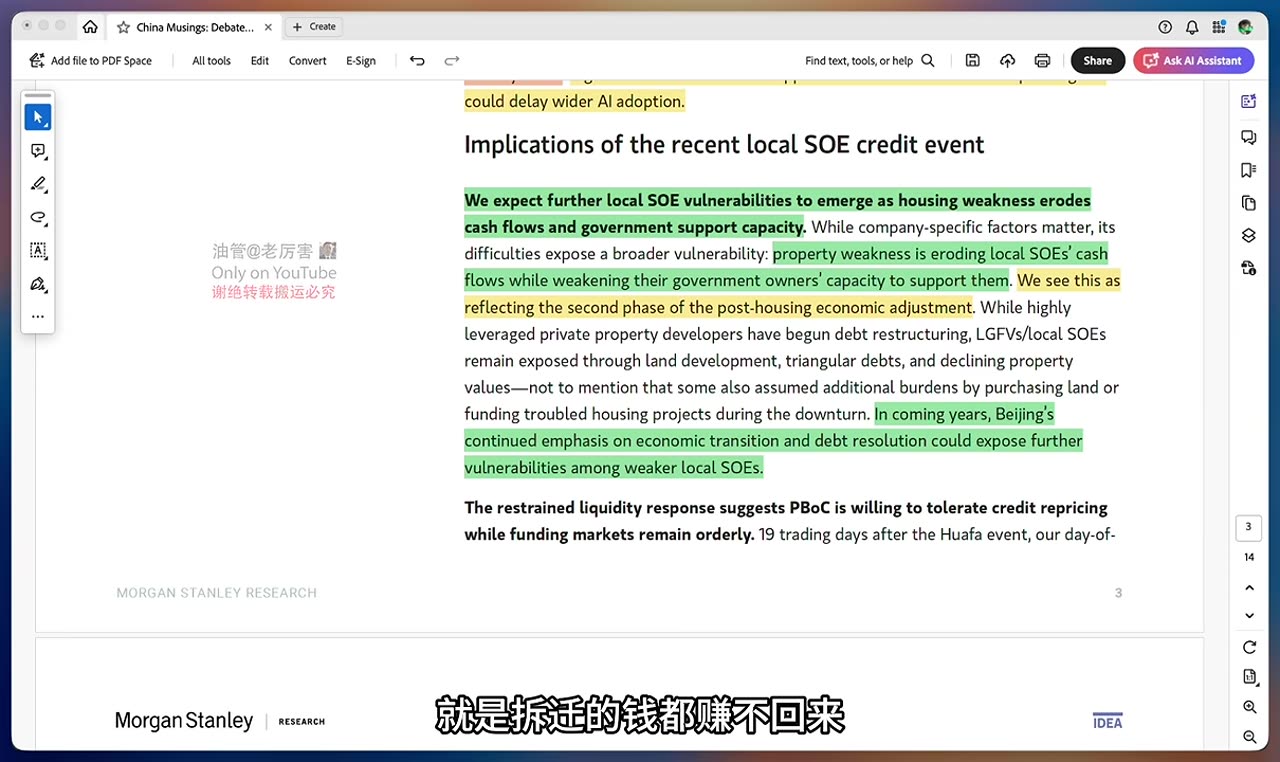 China Musings: Debate...
Create
Add file to PDF Space
All tools
Edit
Convert
E-Sign
Find text, tools, or help
Share
Ask AI Assistant
could delay wider AI adoption.
Implications of the recent local SOE credit event
We expect further local SOE vulnerabilities to emerge as housing weakness erodes
cash flows and government support capacity. While company-specific factors matter, its
difficulties expose a broader vulnerability: property weakness is eroding local SOEs' cash
flows while weakening their government owners' capacity to support them. We see this as
reflecting the second phase of the post-housing economic adjustment. While highly
leveraged private property developers have begun debt restructuring, LGFVs/local SOEs
remain exposed through land development, triangular debts, and declining property
values—not to mention that some also assumed additional burdens by purchasing land or
funding troubled housing projects during the downturn. In coming years, Beijing's
continued emphasis on economic transition and debt resolution could expose further
vulnerabilities among weaker local SOEs.
The restrained liquidity response suggests PBoC is willing to tolerate credit repricing
while funding markets remain orderly. 19 trading days after the Huafa event, our day-of-
油管@老厉害
Only on YouTube
谢绝转载搬运必究
MORGAN STANLEY RESEARCH
3
3
14
Morgan Stanley | RESEARCH
IDEA
就是拆迁的钱都赚不回来